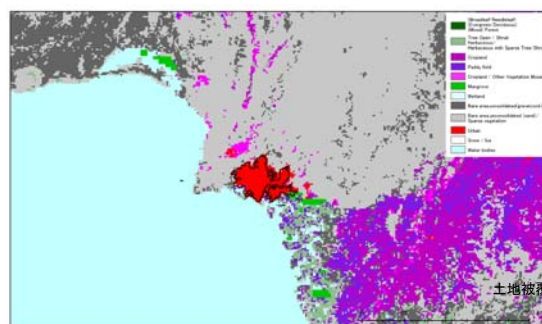 (Broadleaf Needleleaf)
(Evergreen Deciduous)
(Mixed) Forest
Tree Open / Shrub
Herbaceous
Herbaceous with Sparse Tree Shrub
Cropland
Paddy field
Cropland / Other Vegetation Mosaic
Mangrove
Wetland
Bare area,consolidated(gravel,rock)
Bare area,unconsolidated (sand)/
Sparse vegetation
Urban
Snow / Ice
Water bodies
土地被覆